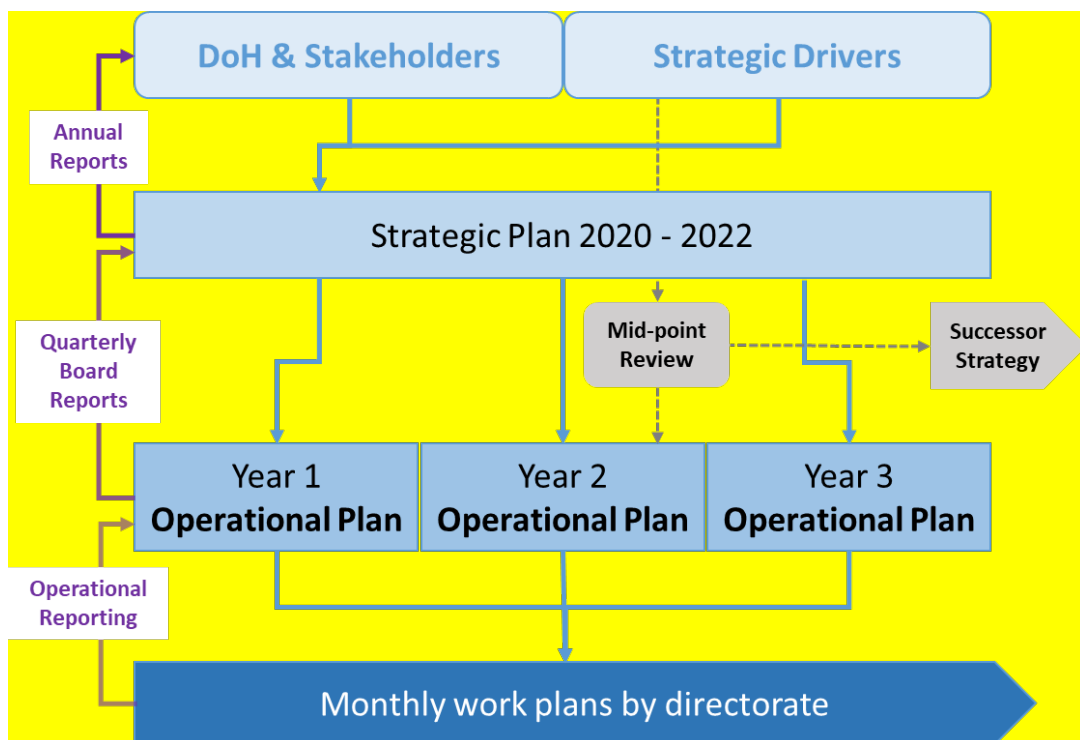 DoH & Stakeholders
Strategic Drivers
Annual
Reports
Strategic Plan 2020 - 2022
Quarterly
Board
Reports
Mid-point
Review
Successor
Strategy
Year 1
Operational Plan
Year 2
Operational Plan
Year 3
Operational Plan
Operational
Reporting
Monthly work plans by directorate